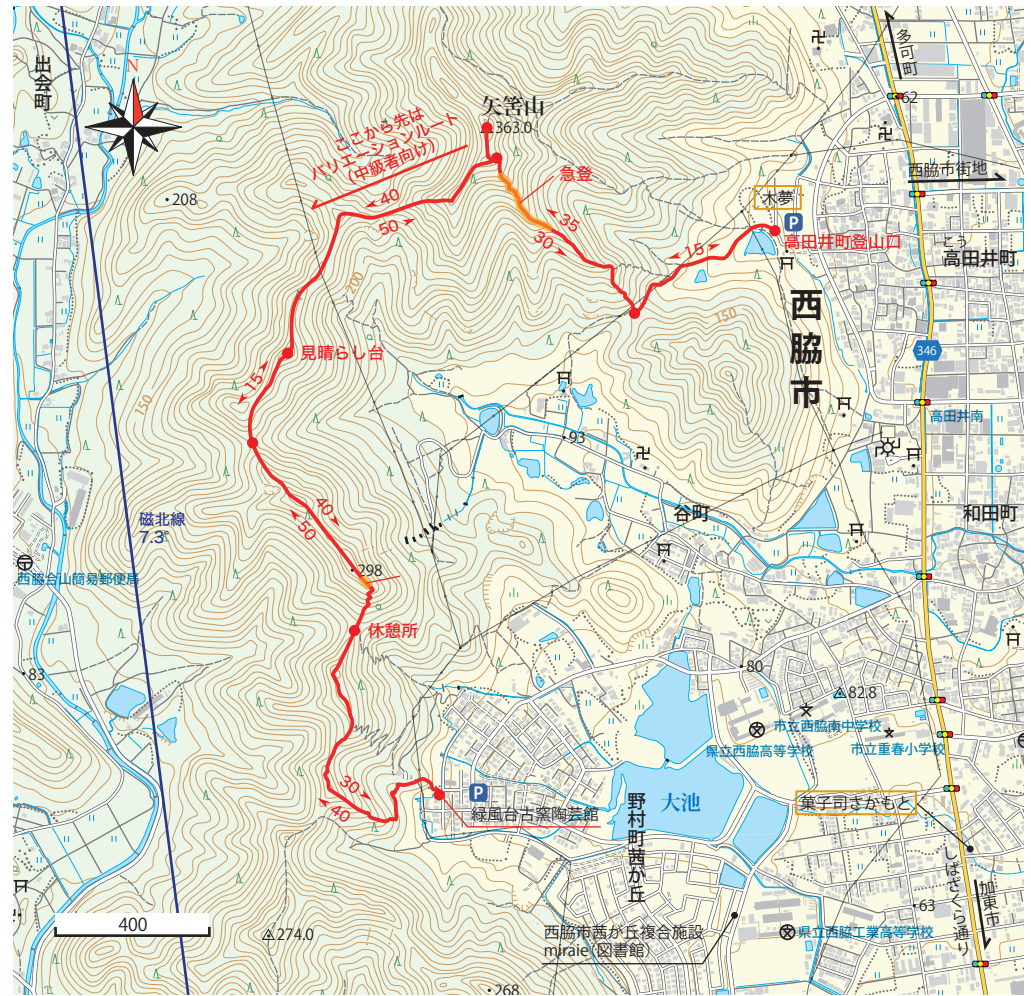 出会町
N
矢筈山
363.0
ここから先は
バリエーションルート
（中級者向け）
多可町
62
西脇市街地
208
40
50
急登
35
30
15
木夢
P
高田井町登山口
こう
高田井町
西脇市
346
200
150
150
見晴らし台
15
高田井南
93
谷町
和田町
磁北線
7.3°
40
50
西脇合山簡易郵便局
298
休憩所
83
80
82.8
市立西脇南中学校
県立西脇高等学校
市立重春小学校
30
40
P
緑風台古窯陶芸館
大池
野村町茜が丘
菓子司さかもと
しばざくら通り
加東市
63
400
274.0
西脇市茜が丘複合施設
miraie（図書館）
県立西脇工業高等学校
268